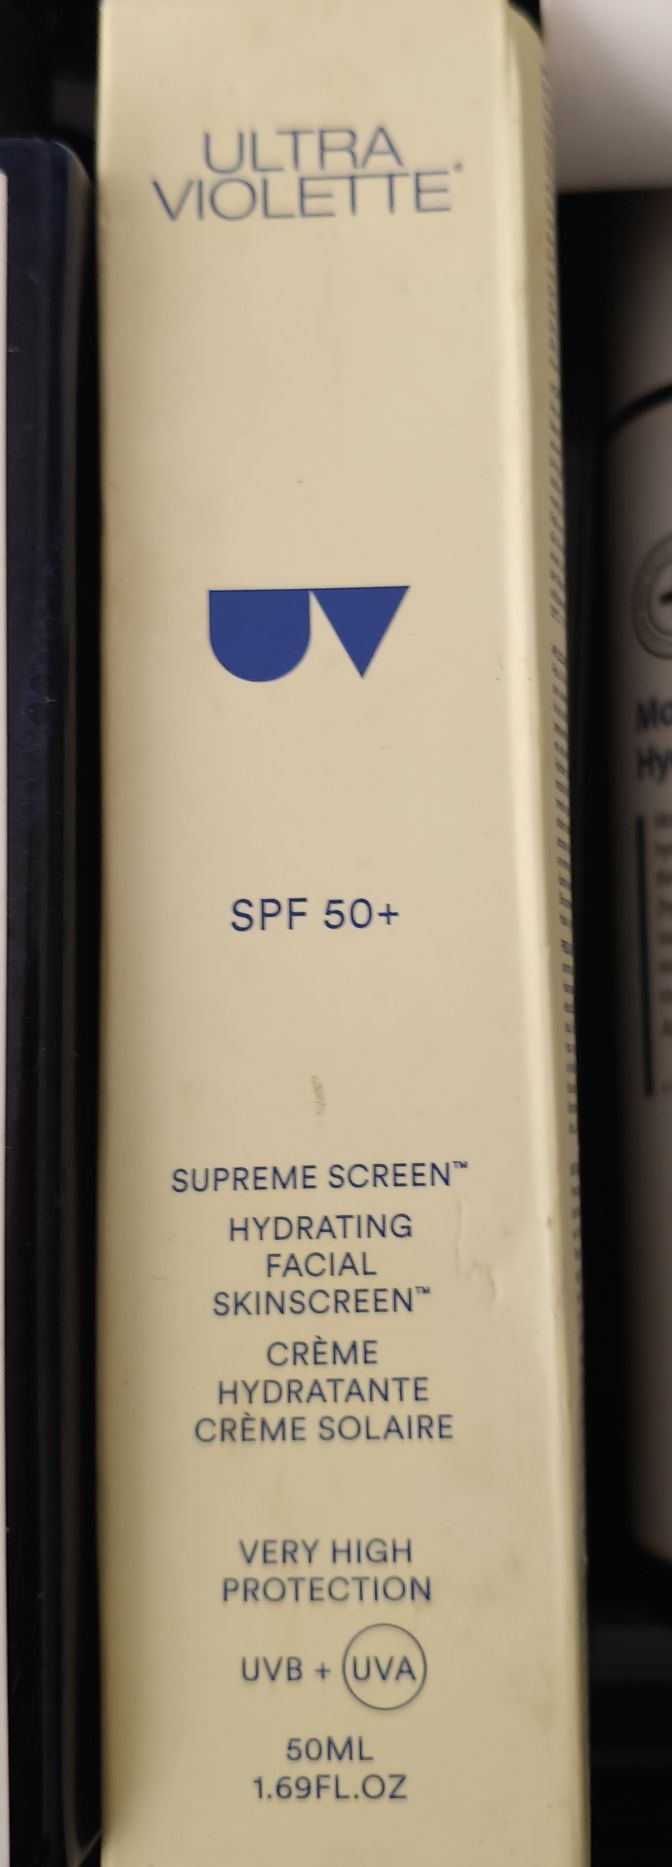 ULTRA
VIOLETTE
SPF 50+
SUPREME SCREEN™
HYDRATING
FACIAL
SKINSCREEN™
CRÈME
HYDRATANTE
CRÈME SOLAIRE
VERY HIGH
PROTECTION
UVB + UVA
50ML
1.69FL.OZ